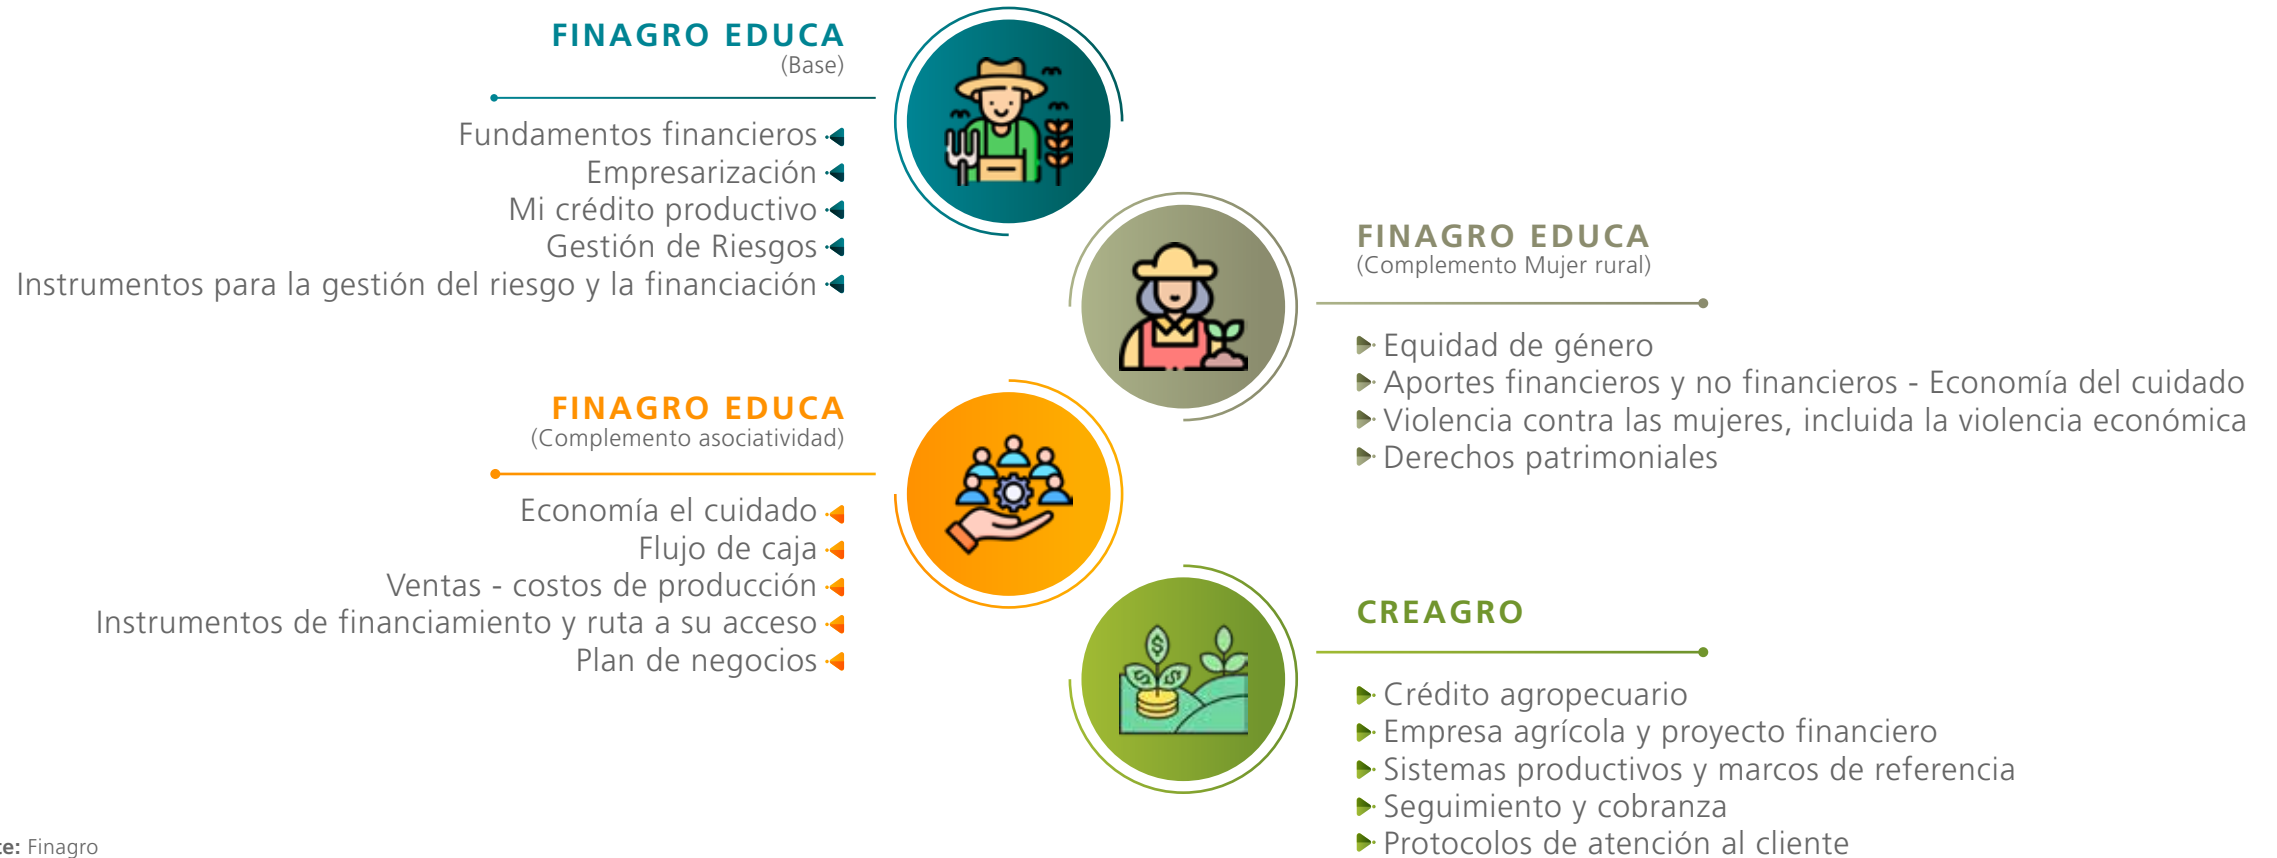 FINAGRO EDUCA
(Base)
Fundamentos financieros
Empresarización
Mi crédito productivo
Gestión de Riesgos
Instrumentos para la gestión del riesgo y la financiación
FINAGRO EDUCA
(Complemento Mujer rural)
Equidad de género
Aportes financieros y no financieros - Economía del cuidado
Violencia contra las mujeres, incluida la violencia económica
Derechos patrimoniales
FINAGRO EDUCA
(Complemento asociatividad)
Economía el cuidado
Flujo de caja
Ventas - costos de producción
Instrumentos de financiamiento y ruta a su acceso
Plan de negocios
CREAGRO
Crédito agropecuario
Empresa agrícola y proyecto financiero
Sistemas productivos y marcos de referencia
Seguimiento y cobranza
Protocolos de atención al cliente
Finagro